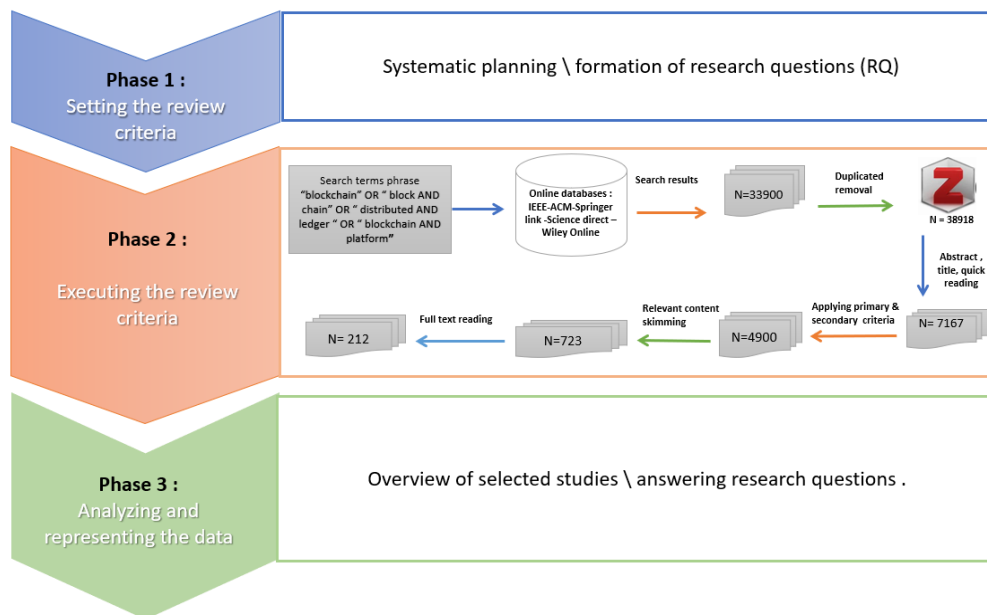 Phase 1 :
Setting the review
criteria
Systematic planning \ formation of research questions (RQ)
Phase 2 :
Executing the review
criteria
Search terms phrase
"blockchain" OR " block AND
chain" OR " distributed AND
ledger " OR " blockchain AND
platform"
Online databases :
IEEE-ACM-Springer
link -Science direct –
Wiley Online
Search results
N=33900
Duplicated
removal
Z
N = 38918
Abstract ,
title, quick
reading
N= 7167
Applying primary &
secondary criteria
N=4900
Relevant content
skimming
N=723
Full text reading
N= 212
Phase 3 :
Analyzing and
representing the data
Overview of selected studies \ answering research questions .